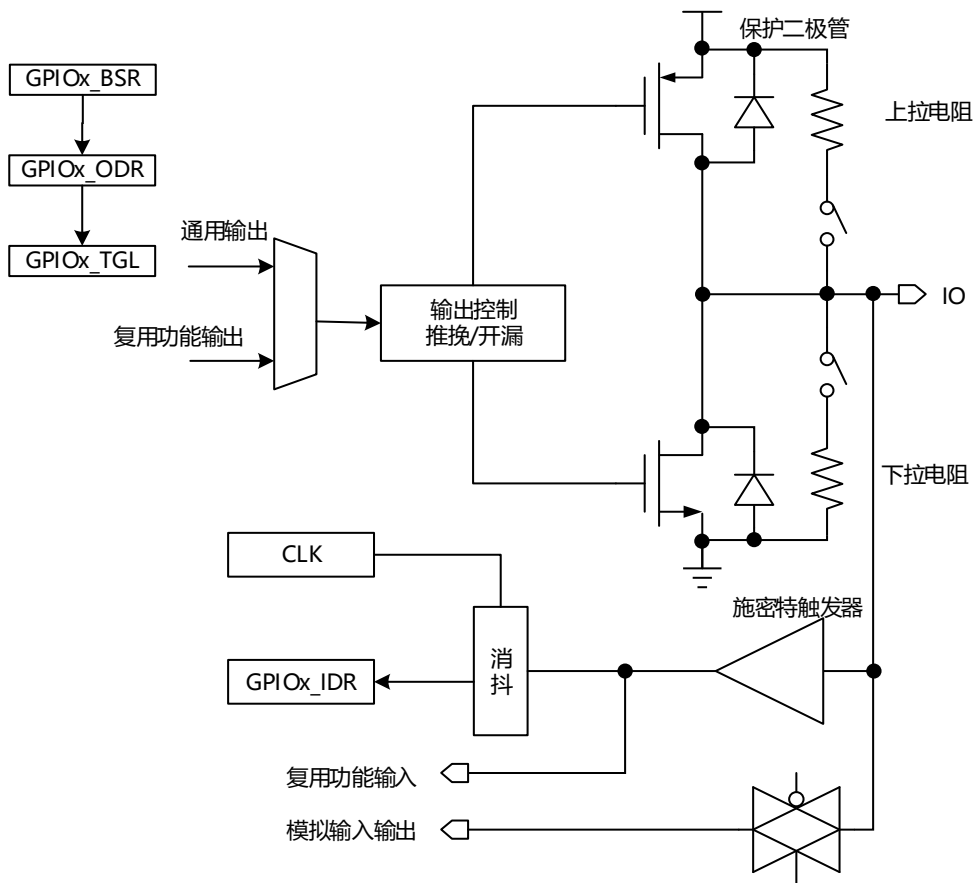 保护二极管
GPIOx_BSR
上拉电阻
GPIOx_ODR
通用输出
GPIOx_TGL
IO
输出控制
推挽/开漏
复用功能输出
下拉电阻
CLK
施密特触发器
消
抖
GPIOx_IDR
复用功能输入
模拟输入输出